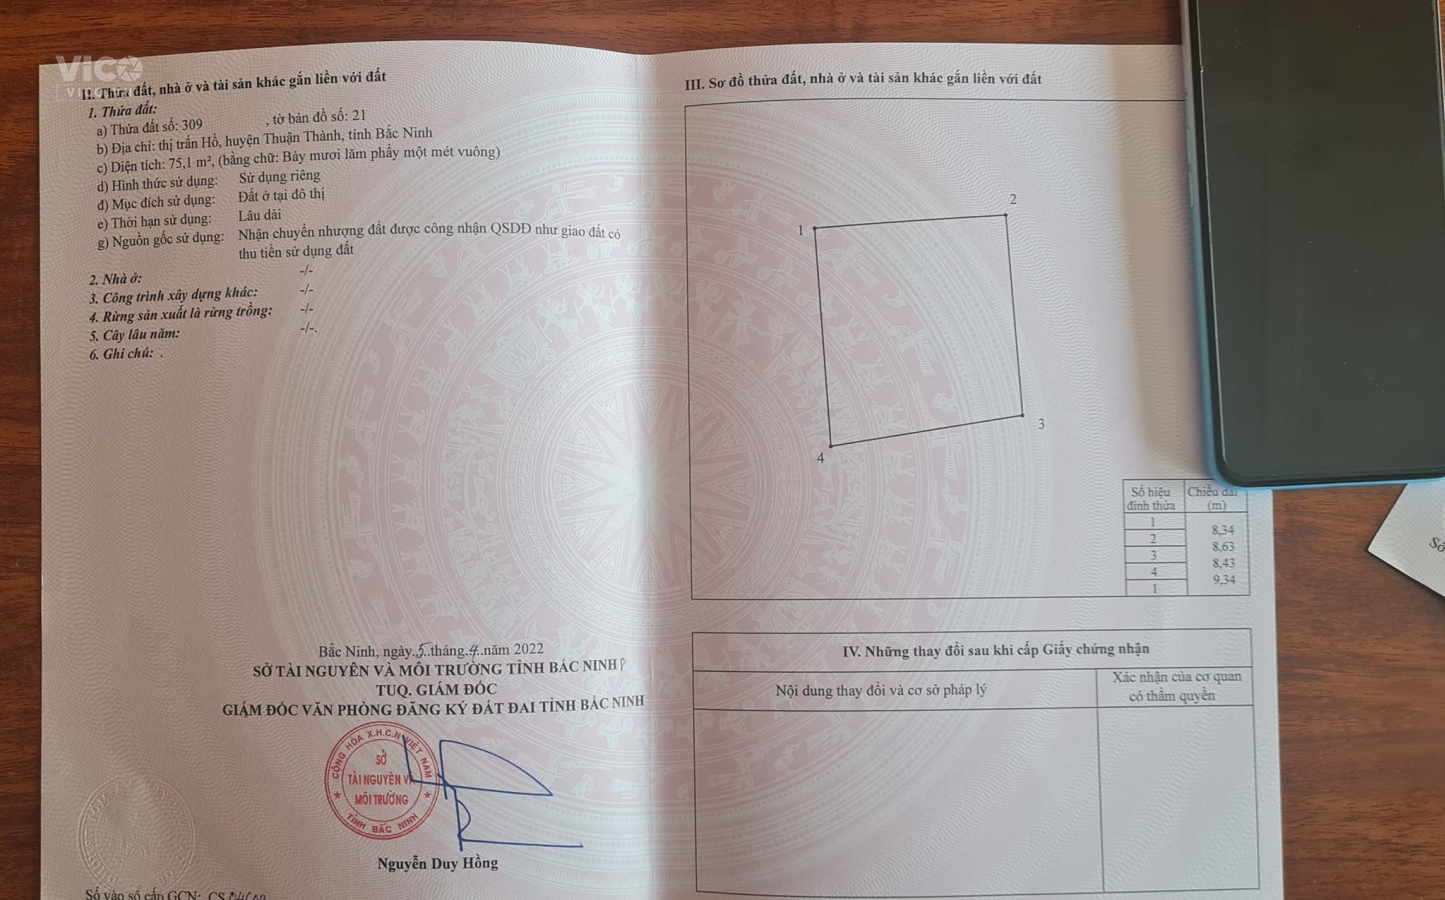 VICO
II. Thửa đất, nhà ở và tài sản khác gắn liền với đất
1. Thửa đất:
a) Thửa đất số: 309 , tờ bản đồ số: 21
b) Địa chỉ: thị trấn Hồ, huyện Thuận Thành, tỉnh Bắc Ninh
c) Diện tích: 75,1 m², (bằng chữ: Bảy mươi lăm phẩy một mét vuông)
d) Hình thức sử dụng: Sử dụng riêng
đ) Mục đích sử dụng: Đất ở tại đô thị
e) Thời hạn sử dụng: Lâu dài
g) Nguồn gốc sử dụng: Nhận chuyển nhượng đất được công nhận QSDĐ như giao đất có
thu tiền sử dụng đất
2. Nhà ở: -/-
3. Công trình xây dựng khác: -/-
4. Rừng sản xuất là rừng trồng: -/-
5. Cây lâu năm: -/-.
6. Ghi chú: .
Bắc Ninh, ngày.5.tháng.4.năm 2022
SỞ TÀI NGUYÊN VÀ MÔI TRƯỜNG TỈNH BẮC NINH
TUQ. GIÁM ĐỐC
GIÁM ĐỐC VĂN PHÒNG ĐĂNG KÝ ĐẤT ĐAI TỈNH BẮC NINH
CỘNG HÒA X.H.C.N VIỆT NAM
SỞ
TÀI NGUYÊN VÀ
MÔI TRƯỜNG
TỈNH BẮC NINH
Nguyễn Duy Hồng
Số vào sổ cấp GCN:
III. Sơ đồ thửa đất, nhà ở và tài sản khác gắn liền với đất
1
2
3
4
Số hiệu Chiều dài
đỉnh thửa (m)
1
8,34
2
8,63
3
8,43
4
9,34
1
IV. Những thay đổi sau khi cấp Giấy chứng nhận
Nội dung thay đổi và cơ sở pháp lý
Xác nhận của cơ quan
có thẩm quyền
Số